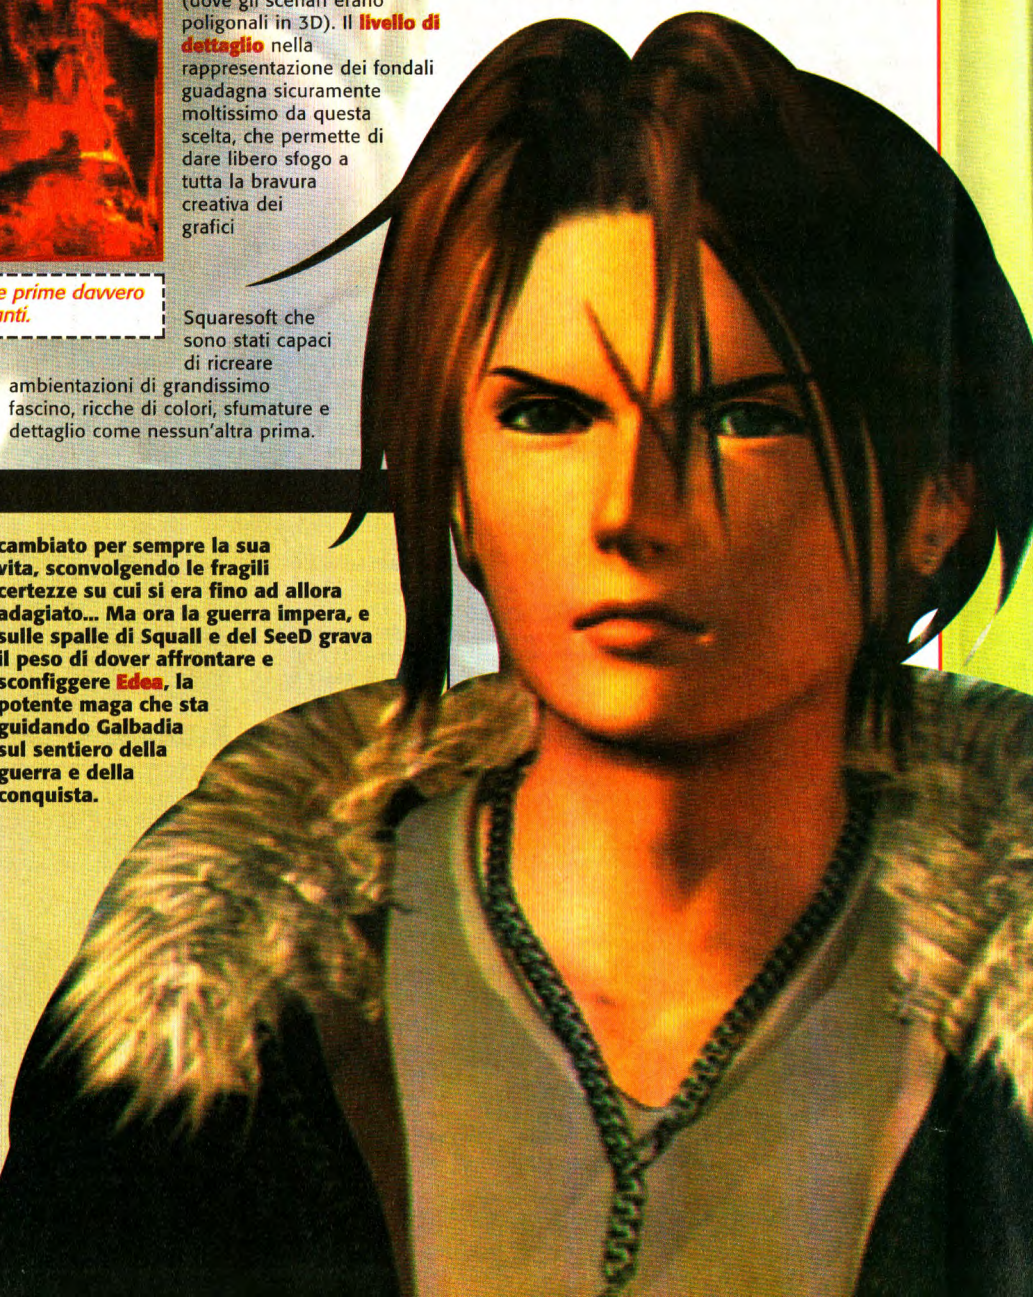 (dove gli scenari erano
poligonali in 3D). Il livello di
dettaglio nella
rappresentazione dei fondali
guadagna sicuramente
moltissimo da questa
scelta, che permette di
dare libero sfogo a
tutta la bravura
creativa dei
grafici
e prime davvero
anti.
Squaresoft che
sono stati capaci
di ricreare
ambientazioni di grandissimo
fascino, ricche di colori, sfumature e
dettaglio come nessun'altra prima.
cambiato per sempre la sua
vita, sconvolgendo le fragili
certezze su cui si era fino ad allora
adagiato... Ma ora la guerra impera, e
sulle spalle di Squall e del SeeD grava
il peso di dover affrontare e
sconfiggere Edea, la
potente maga che sta
guidando Galbadia
sul sentiero della
guerra e della
conquista.